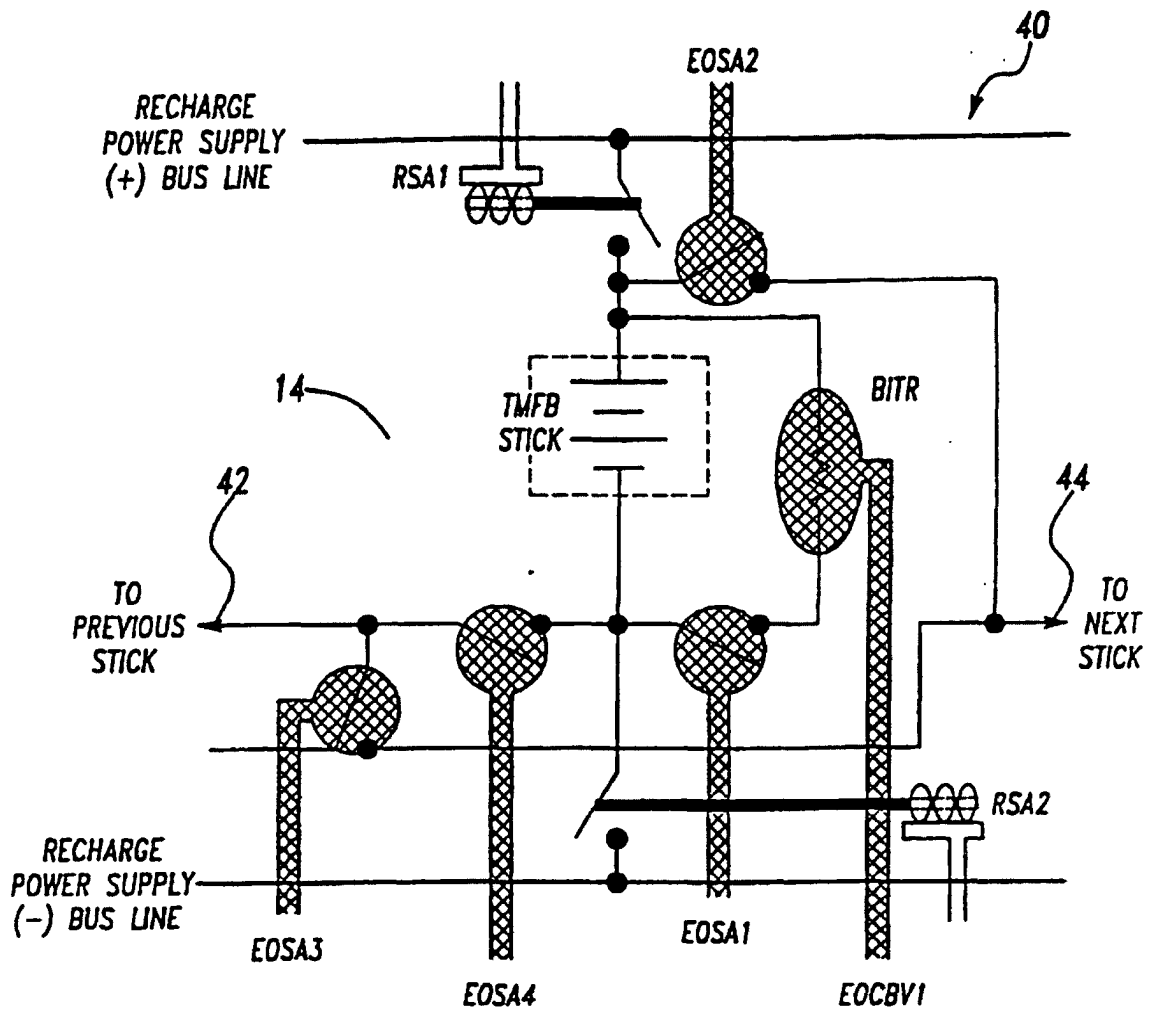 40
EOSA2
RECHARGE
POWER SUPPLY
(+) BUS LINE
RSA1
14
TMFB
STICK
BITR
42
44
TO
PREVIOUS
STICK
TO
NEXT
STICK
RSA2
RECHARGE
POWER SUPPLY
(-) BUS LINE
EOSA3
EOSA1
EOSA4
EOCBV1